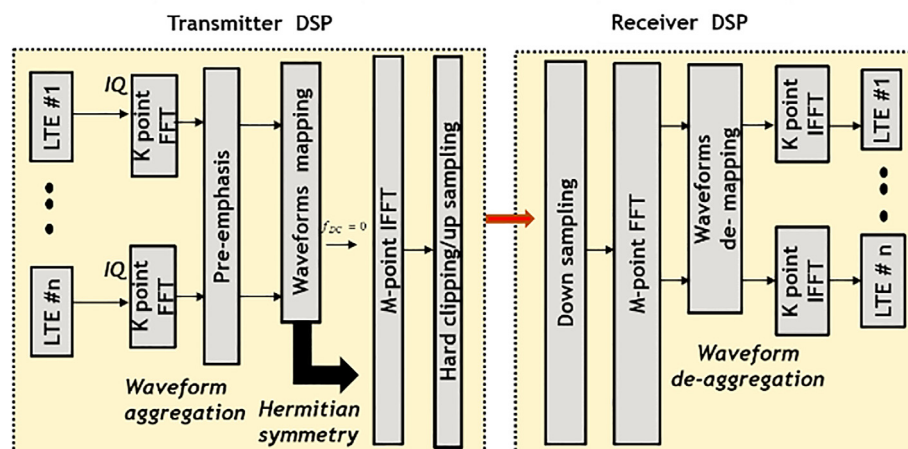 Transmitter DSP
Receiver DSP
LTE #1
IQ
K point
FFT
LTE #n
IQ
K point
FFT
Pre-emphasis
Waveforms mapping
f_DC = 0
M-point IFFT
Hard clipping/up sampling
Waveform
aggregation
Hermitian
symmetry
Down sampling
M-point FFT
Waveforms
de- mapping
K point
IFFT
LTE #1
K point
IFFT
LTE # n
Waveform
de-aggregation